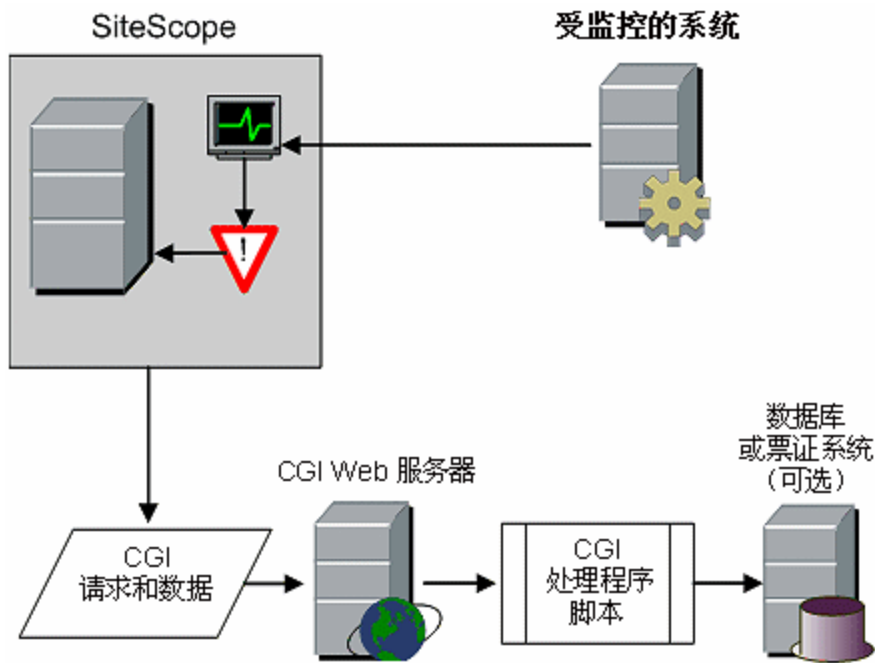 SiteScope
受监控的系统
!
数据库
或票证系统
（可选）
CGI Web 服务器
CGI
请求和数据
CGI
处理程序
脚本